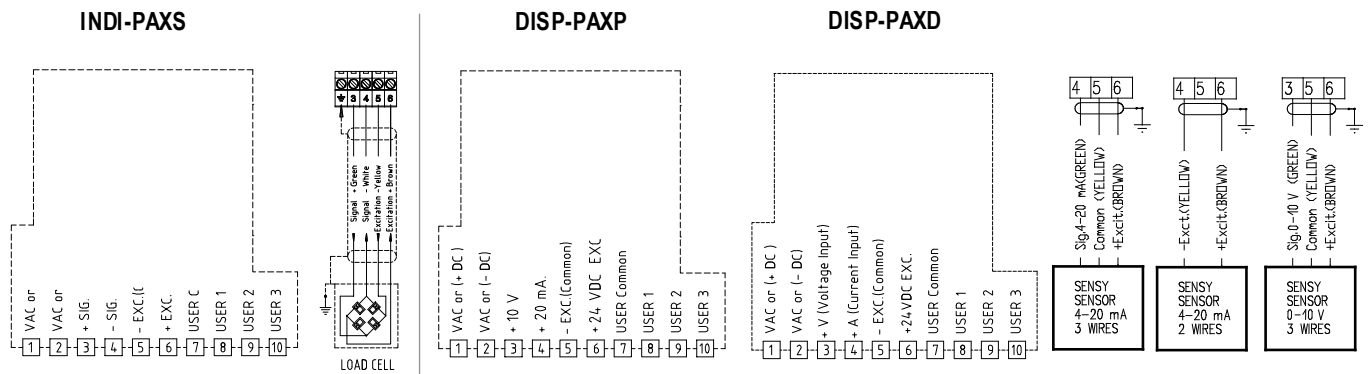 INDI-PAXS
VAC or
VAC or
+ SIG.
- SIG.
- EXC.(C
+ EXC.
USER C
USER 1
USER 2
USER 3
1 2 3 4 5 6 7 8 9 10
3 4 5 6
Signal + Green
Signal - White
Excitation -Yellow
Excitation + Brown
LOAD CELL
DISP-PAXP
VAC or (+ DC )
VAC or (- DC)
+ 10 V
+ 20 mA.
- EXC.(Common)
+ 24 VDC EXC
USER Common
USER 1
USER 2
USER 3
1 2 3 4 5 6 7 8 9 10
DISP-PAXD
VAC or (+ DC )
VAC or (- DC)
+ V (Voltage Input)
+ A (Current Input)
- EXC.(Common)
+24VDC EXC.
USER Common
USER 1
USER 2
USER 3
1 2 3 4 5 6 7 8 9 10
4 5 6
Sig.4-20 mA(GREEN)
Common (YELLOW)
+Excit.(BROWN)
SENSY
SENSOR
4-20 mA
3 WIRES
4 5 6
-Exct.(YELLOW)
+Excit.(BROWN)
SENSY
SENSOR
4-20 mA
2 WIRES
3 5 6
Sig.0-10 V (GREEN)
Common (YELLOW)
+Excit.(BROWN)
SENSY
SENSOR
0-10 V
3 WIRES